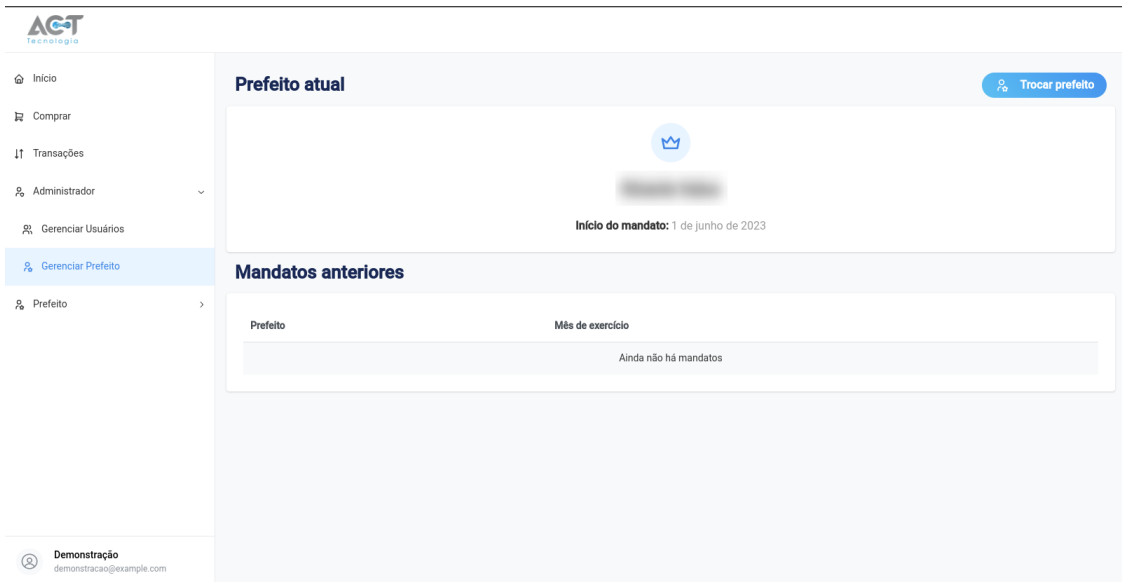 ACT
Tecnologia
Início
Comprar
Transações
Administrador
Gerenciar Usuários
Gerenciar Prefeito
Prefeito
Demonstração
demonstracao@example.com
Prefeito atual
Trocar prefeito
Início do mandato: 1 de junho de 2023
Mandatos anteriores
Prefeito Mês de exercício
Ainda não há mandatos